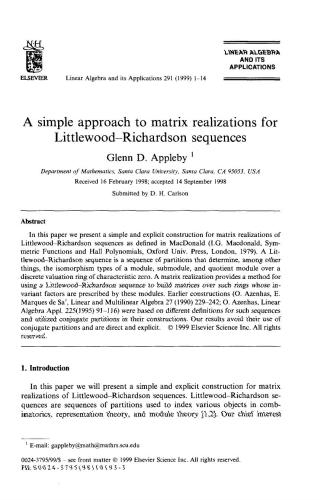 NH
ELSEVIER
Linear Algebra and its Applications 291 (1999) 1–14
LINEAR ALGEBRA
AND ITS
APPLICATIONS
A simple approach to matrix realizations for
Littlewood–Richardson sequences
Glenn D. Appleby 1
Department of Mathematics, Santa Clara University, Santa Clara, CA 95053, USA
Received 16 February 1998; accepted 14 September 1998
Submitted by D. H. Carlson
Abstract
In this paper we present a simple and explicit construction for matrix realizations of
Littlewood–Richardson sequences as defined in MacDonald (I.G. Macdonald, Sym-
metric Functions and Hall Polynomials, Oxford Univ. Press, London, 1979). A Lit-
tlewood–Richardson sequence is a sequence of partitions that determine, among other
things, the isomorphism types of a module, submodule, and quotient module over a
discrete valuation ring of characteristic zero. A matrix realization provides a method for
using a Littlewood–Richardson sequence to build matrices over such rings whose in-
variant factors are prescribed by these modules. Earlier constructions (O. Azenhas, E.
Marques de Sa', Linear and Multilinear Algebra 27 (1990) 229–242; O. Azenhas, Linear
Algebra Appl. 225(1995) 91–116) were based on different definitions for such sequences
and utilized conjugate partitions in their constructions. Our results avoid their use of
conjugate partitions and are direct and explicit. © 1999 Elsevier Science Inc. All rights
reserved.
1. Introduction
In this paper we will present a simple and explicit construction for matrix
realizations of Littlewood–Richardson sequences. Littlewood–Richardson se-
quences are sequences of partitions used to index various objects in comb-
inatorics, representation theory, and module theory [1,2]. Our chief interest
1 E-mail: gappleby@math@mathrs.scu.edu
0024-3795/99/$ – see front matter © 1999 Elsevier Science Inc. All rights reserved.
PII: S0024-3795(98)10193-3